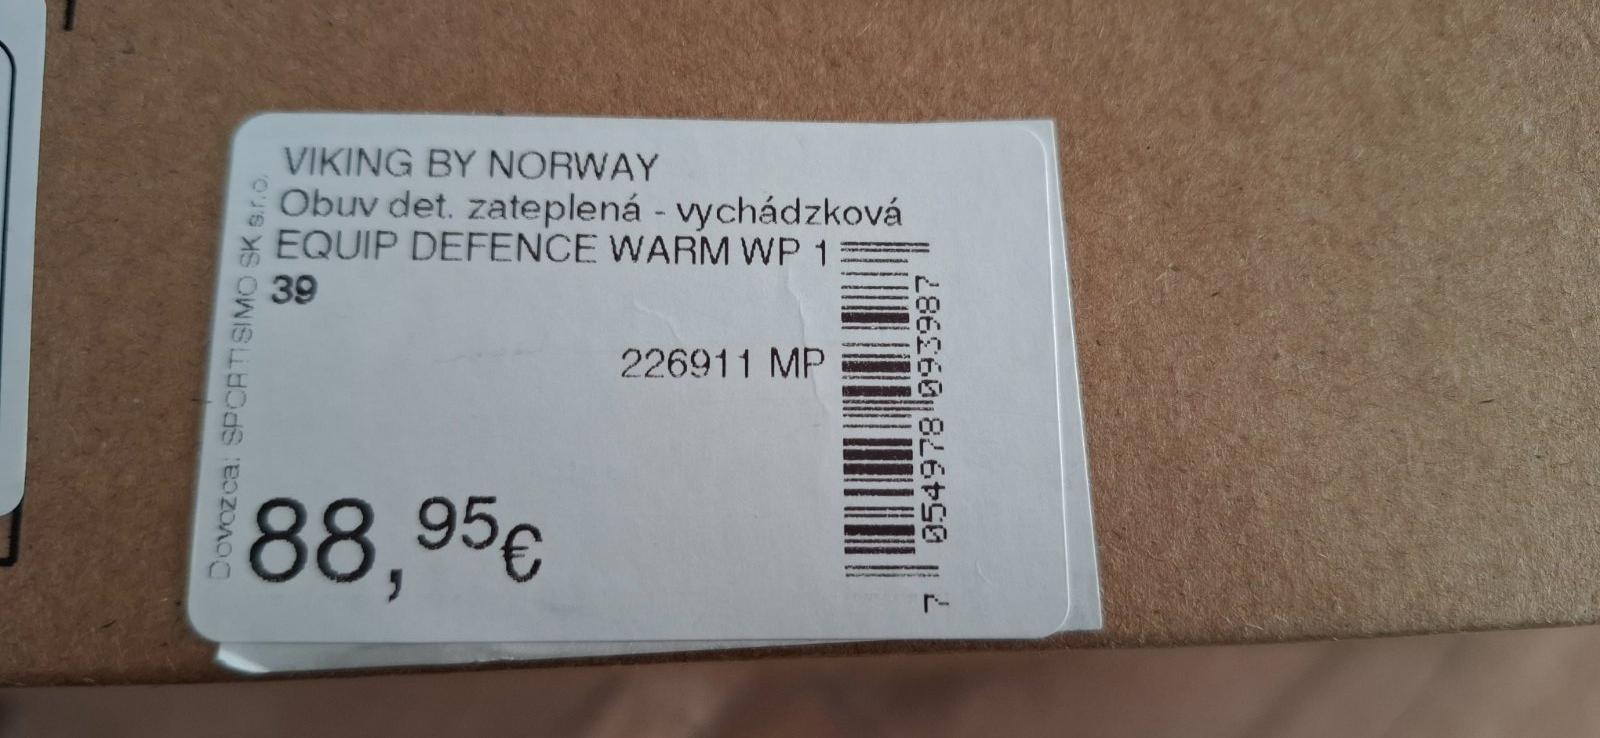 VIKING BY NORWAY
Obuv det. zateplená - vychádzková
EQUIP DEFENCE WARM WP 1
39
226911 MP
88,95€
Dovozca: SPORTISIMO SK s.r.o.
7 054978 093987